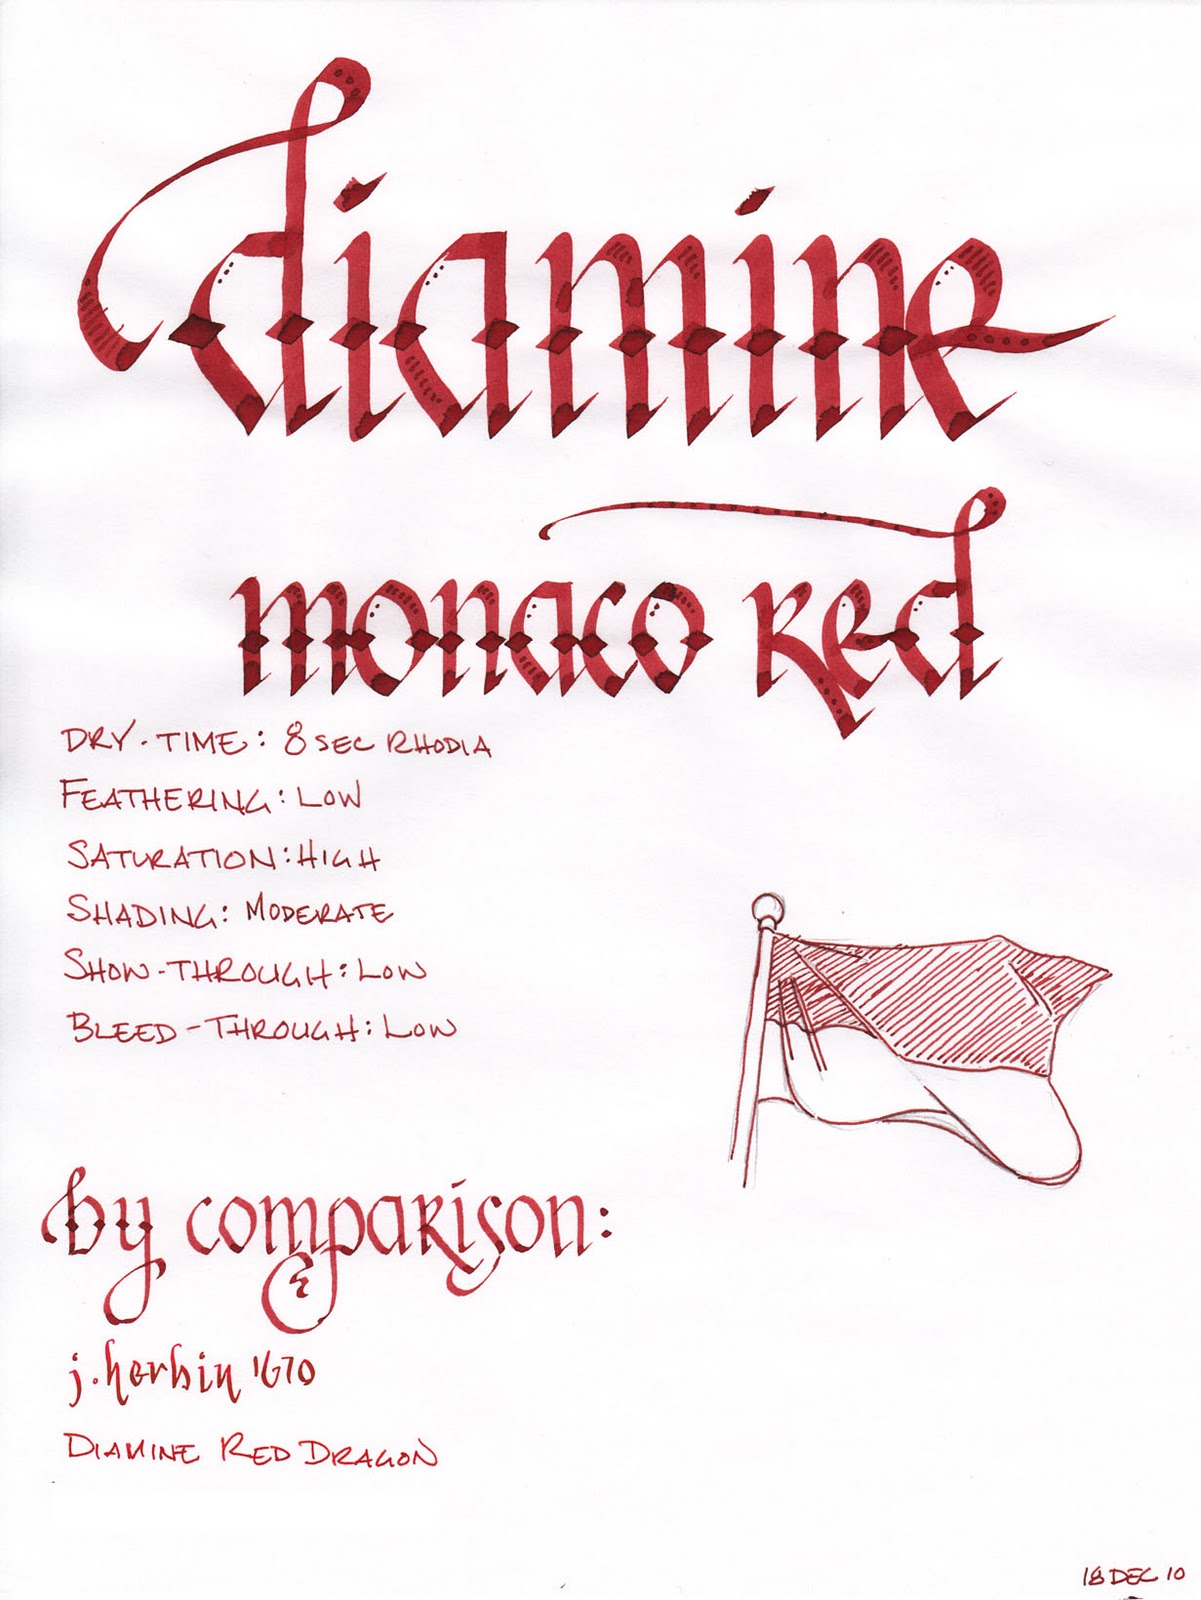 diamine
monaco Red
DRY-TIME: 8 SEC RHODIA
FEATHERING: LOW
SATURATION: HIGH
SHADING: MODERATE
SHOW-THROUGH: LOW
BLEED-THROUGH: LOW
by comparison:
j. herbin 1670
DIAMINE RED DRAGON
18 DEC 10